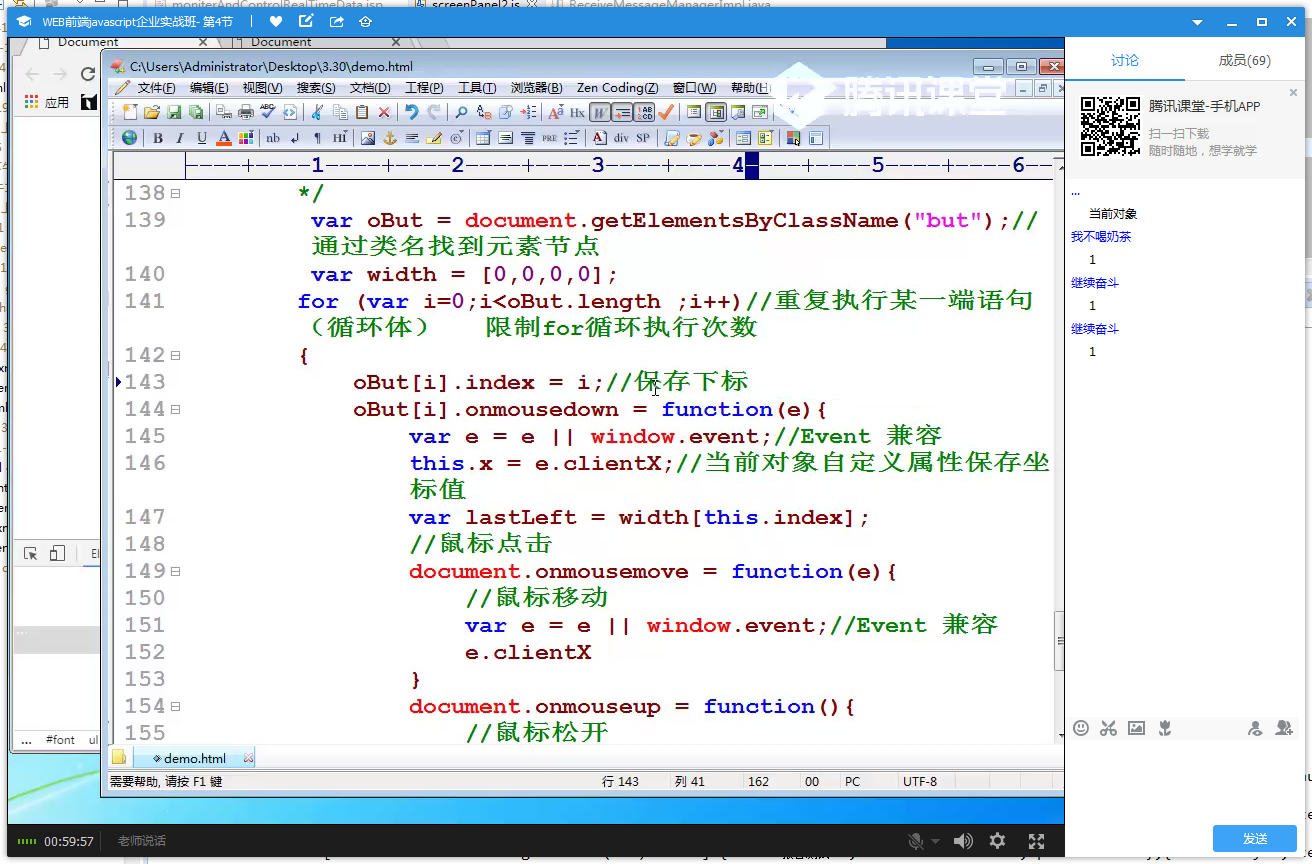 moniterAndControlRealTimeData.jsp
screenPanel2.js
ReceiveMessageManagerImpl.java
WEB前端javascript企业实战班- 第4节
Document
Document
应用
C:\Users\Administrator\Desktop\3.30\demo.html
文件(F) 编辑(E) 视图(V) 搜索(S) 文档(D) 工程(P) 工具(T) 浏览器(B) Zen Coding(Z) 窗口(W) 帮助(H)
腾讯课堂
1 2 3 4 5 6
138 */
139 var oBut = document.getElementsByClassName("but");//
通过类名找到元素节点
140 var width = [0,0,0,0];
141 for (var i=0;i<oBut.length ;i++)//重复执行某一端语句
（循环体） 限制for循环执行次数
142 {
143 oBut[i].index = i;//保存下标
144 oBut[i].onmousedown = function(e){
145 var e = e || window.event;//Event 兼容
146 this.x = e.clientX;//当前对象自定义属性保存坐
标值
147 var lastLeft = width[this.index];
148 //鼠标点击
149 document.onmousemove = function(e){
150 //鼠标移动
151 var e = e || window.event;//Event 兼容
152 e.clientX
153 }
154 document.onmouseup = function(){
155 //鼠标松开
... #font ul
demo.html
需要帮助, 请按 F1 键 行 143 列 41 162 00 PC UTF-8
00:59:57 老师说话
讨论 成员(69)
腾讯课堂-手机APP
扫一扫下载
随时随地，想学就学
...
当前对象
我不喝奶茶
1
继续奋斗
1
继续奋斗
1
发送